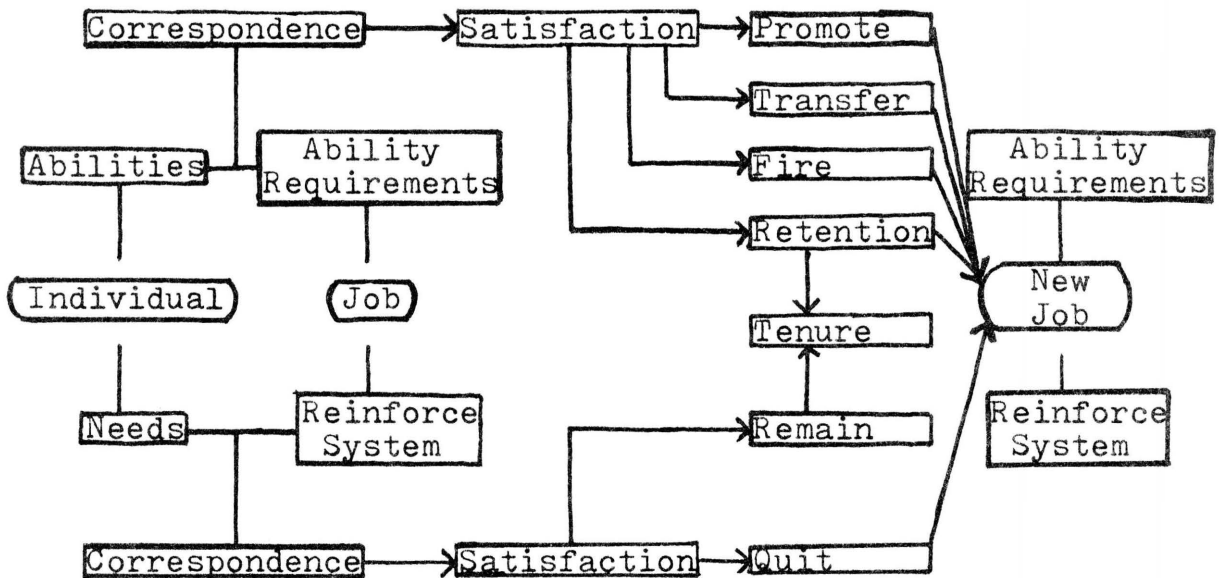 Correspondence
Satisfaction
Promote
Transfer
Abilities
Ability
Requirements
Fire
Ability
Requirements
Retention
Individual
Job
New
Job
Tenure
Needs
Reinforce
System
Remain
Reinforce
System
Correspondence
Satisfaction
Quit